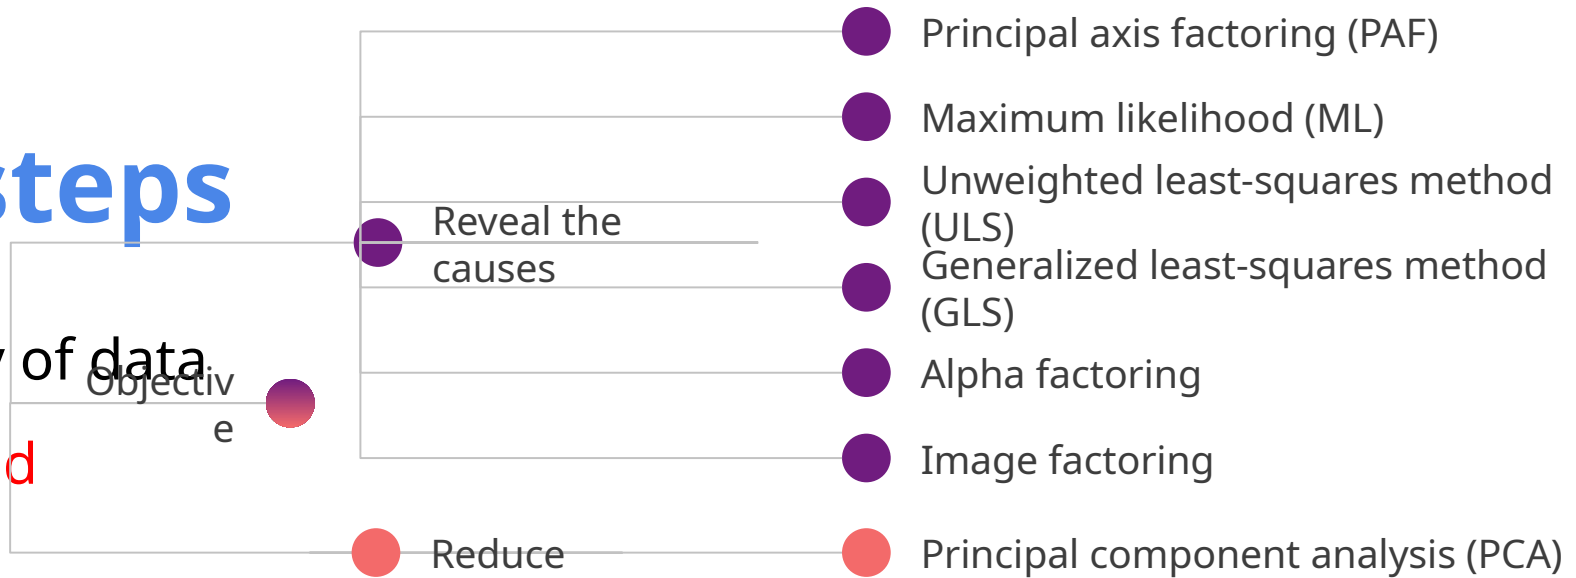 steps
of data
Objectiv
e
d
Reveal the
causes
Reduce
Principal axis factoring (PAF)
Maximum likelihood (ML)
Unweighted least-squares method
(ULS)
Generalized least-squares method
(GLS)
Alpha factoring
Image factoring
Principal component analysis (PCA)